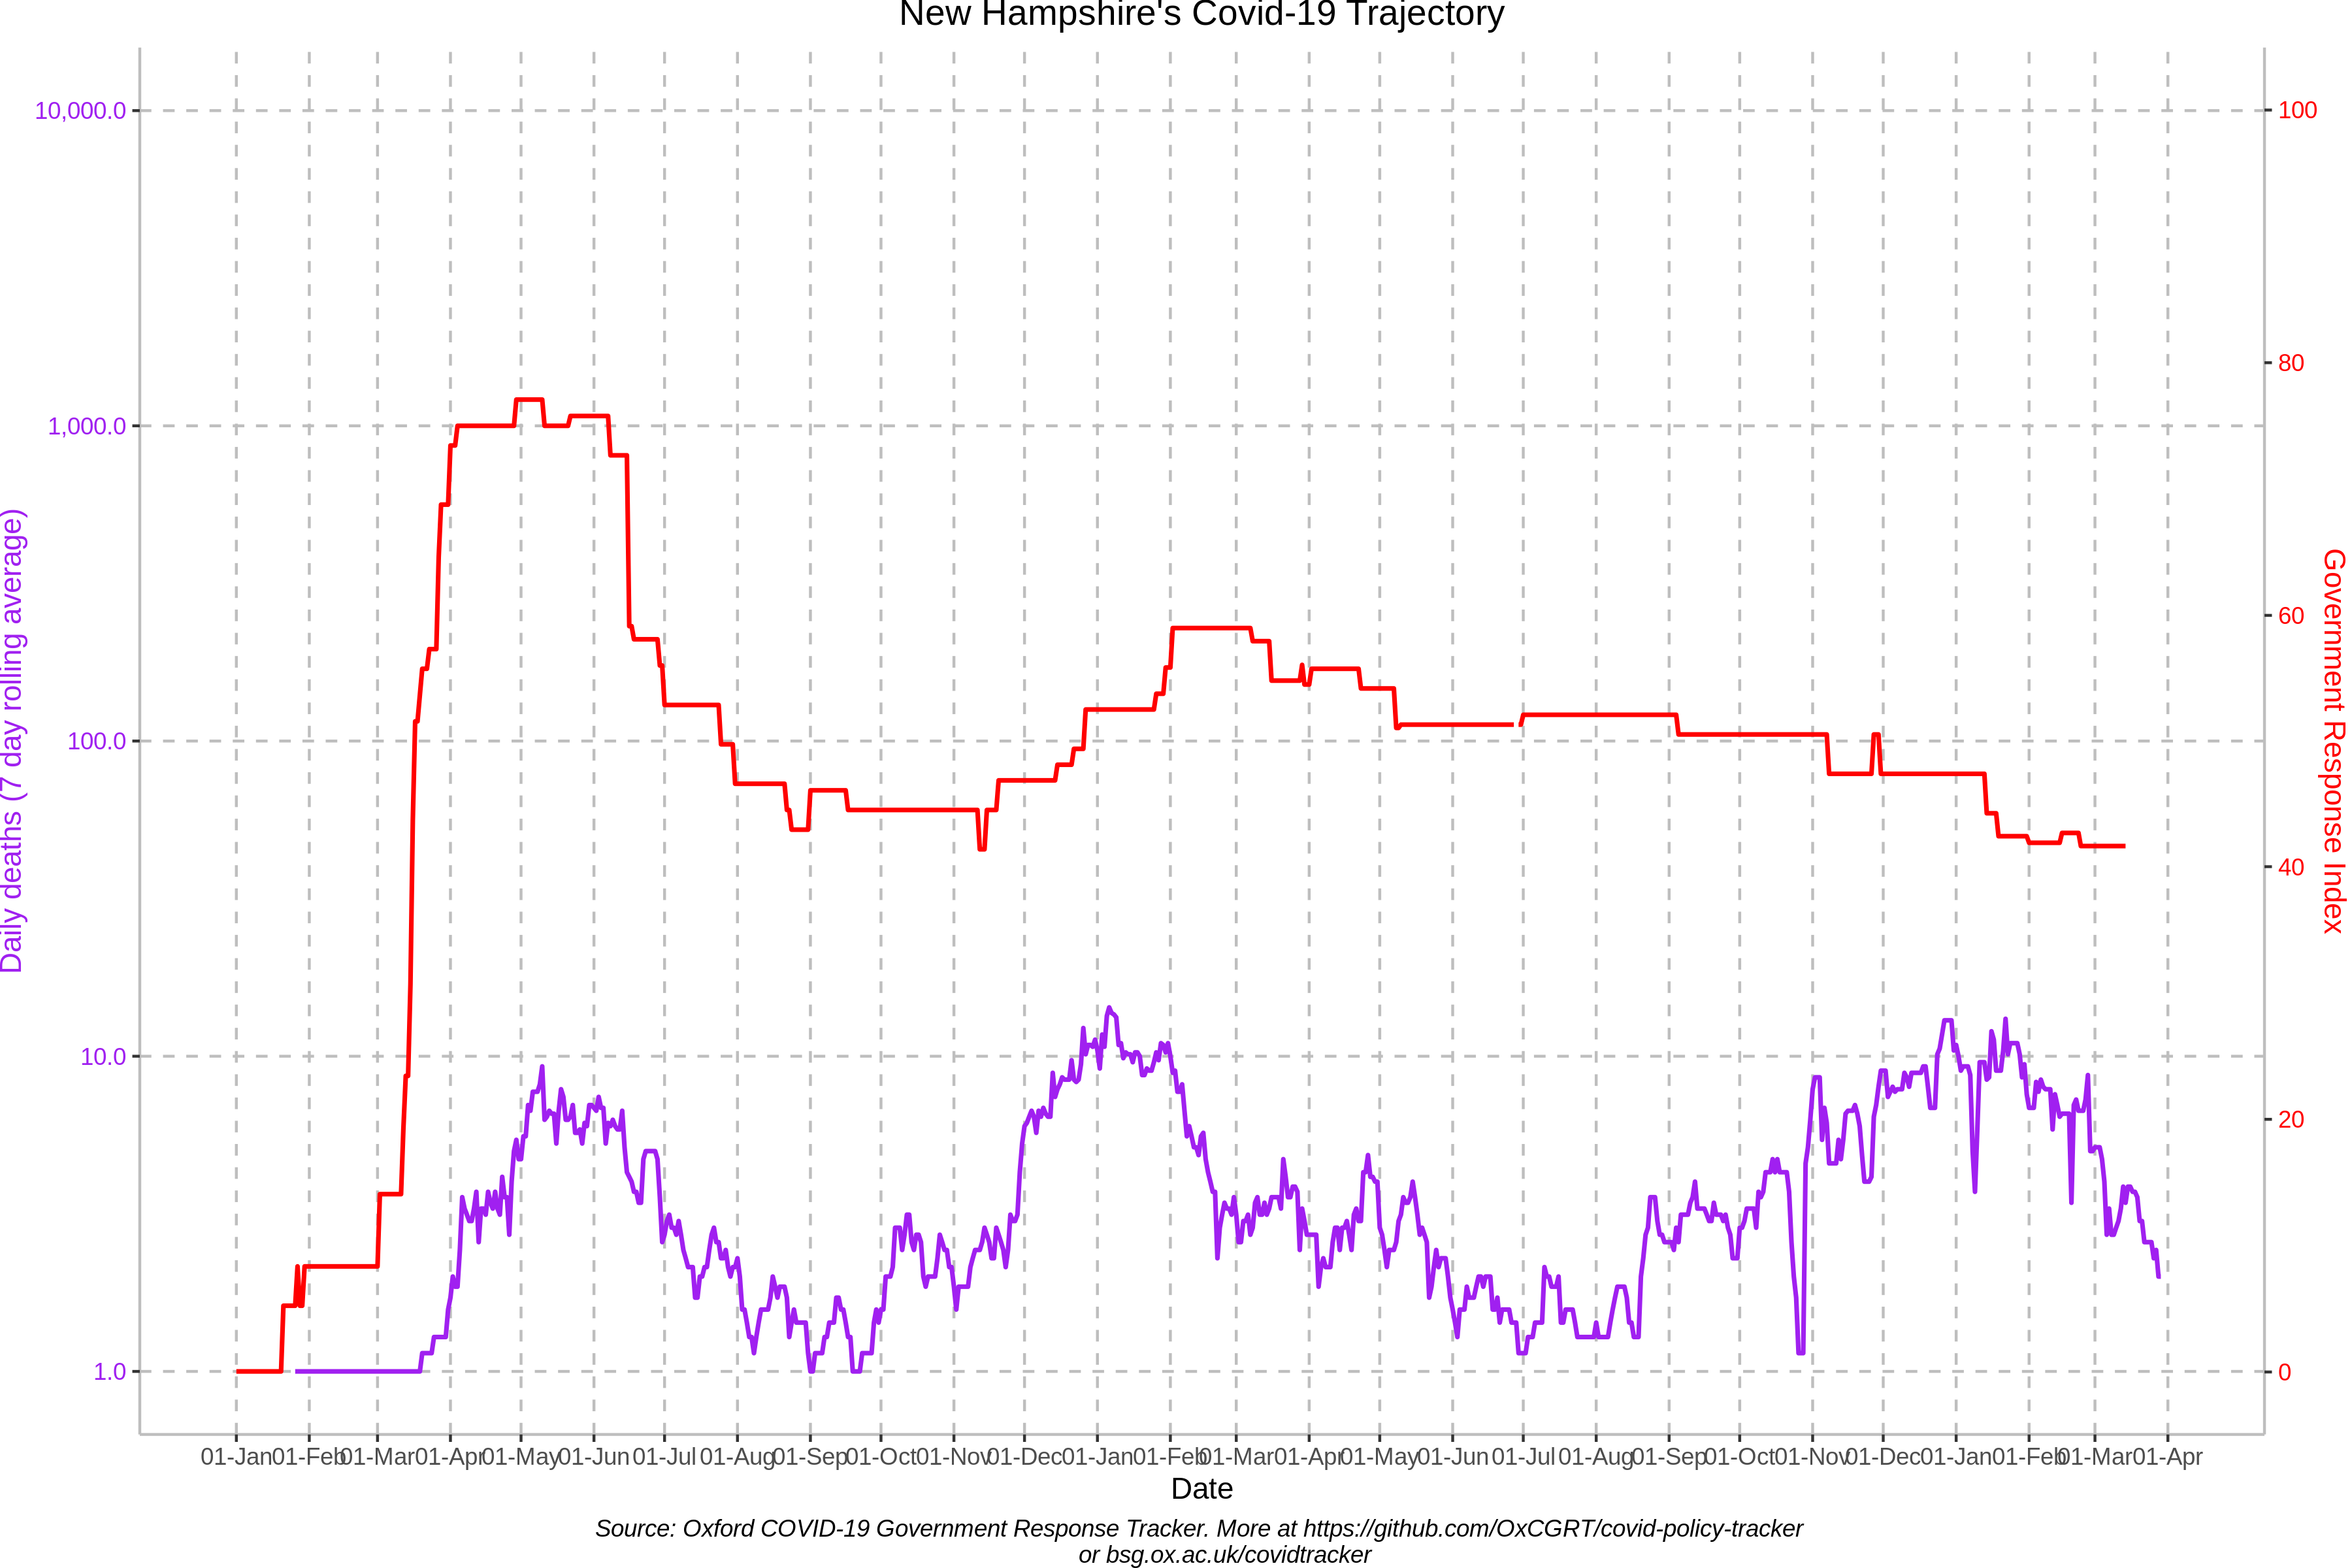 New Hampshire's Covid-19 Trajectory
10,000.0
1,000.0
100.0
10.0
1.0
Daily deaths (7 day rolling average)
100
80
60
40
20
0
Government Response Index
01-Jan 01-Feb 01-Mar 01-Apr 01-May 01-Jun 01-Jul 01-Aug 01-Sep 01-Oct 01-Nov 01-Dec 01-Jan 01-Feb 01-Mar 01-Apr 01-May 01-Jun 01-Jul 01-Aug 01-Sep 01-Oct 01-Nov 01-Dec 01-Jan 01-Feb 01-Mar 01-Apr
Date
Source: Oxford COVID-19 Government Response Tracker. More at https://github.com/OxCGRT/covid-policy-tracker
or bsg.ox.ac.uk/covidtracker